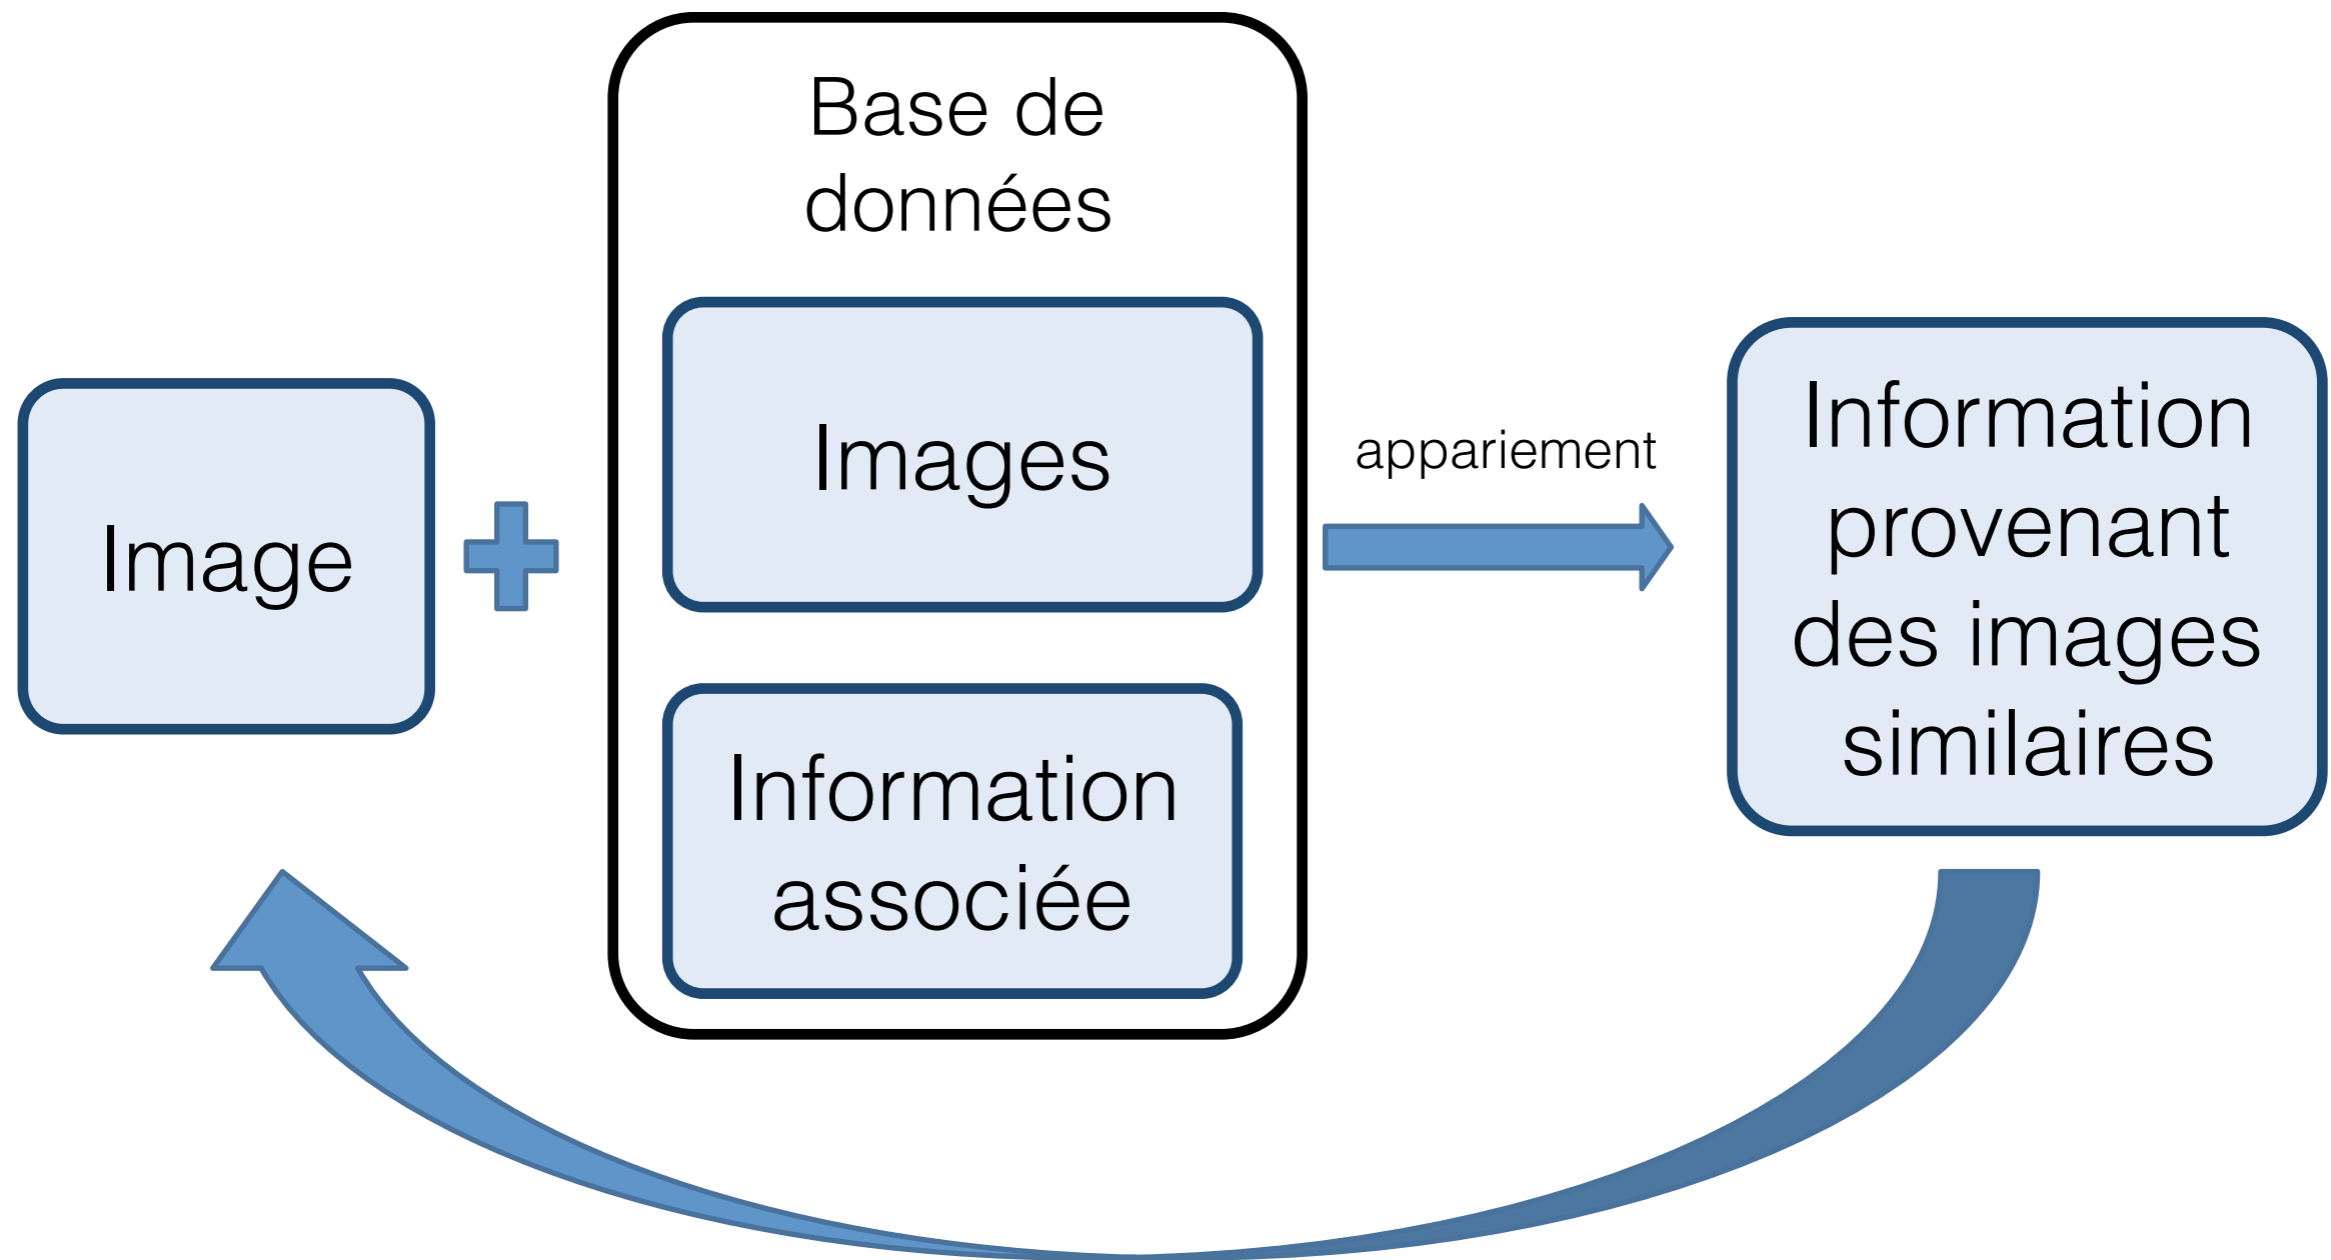 Base de
données
Image
Images
Information
associée
appariement
Information
provenant
des images
similaires